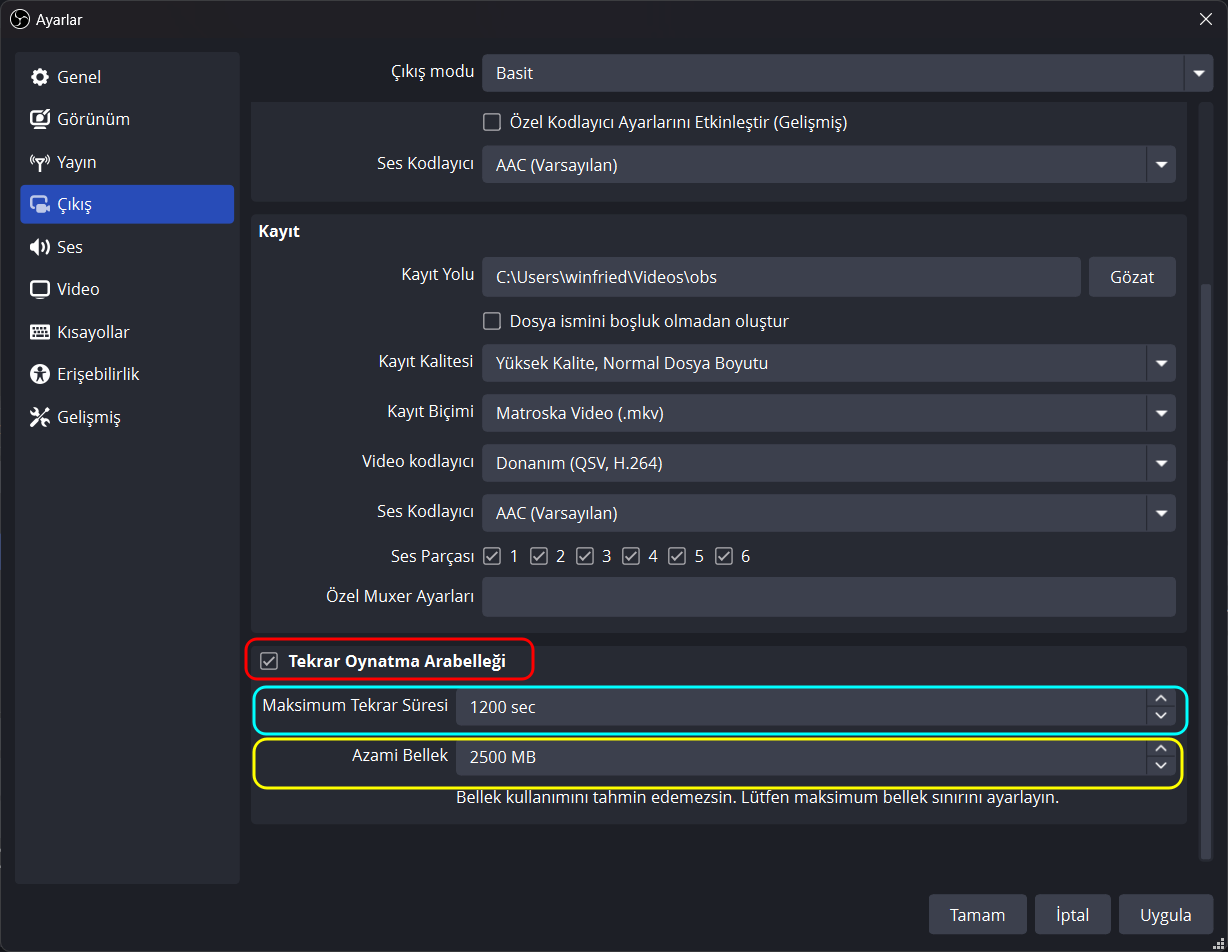 Ayarlar
Genel
Görünüm
Yayın
Çıkış
Ses
Video
Kısayollar
Erişebilirlik
Gelişmiş
Çıkış modu Basit
Özel Kodlayıcı Ayarlarını Etkinleştir (Gelişmiş)
Ses Kodlayıcı AAC (Varsayılan)
Kayıt
Kayıt Yolu C:\Users\winfried\Videos\obs Gözat
Dosya ismini boşluk olmadan oluştur
Kayıt Kalitesi Yüksek Kalite, Normal Dosya Boyutu
Kayıt Biçimi Matroska Video (.mkv)
Video kodlayıcı Donanım (QSV, H.264)
Ses Kodlayıcı AAC (Varsayılan)
Ses Parçası 1 2 3 4 5 6
Özel Muxer Ayarları
Tekrar Oynatma Arabelleği
Maksimum Tekrar Süresi 1200 sec
Azami Bellek 2500 MB
Bellek kullanımını tahmin edemezsin. Lütfen maksimum bellek sınırını ayarlayın.
Tamam İptal Uygula